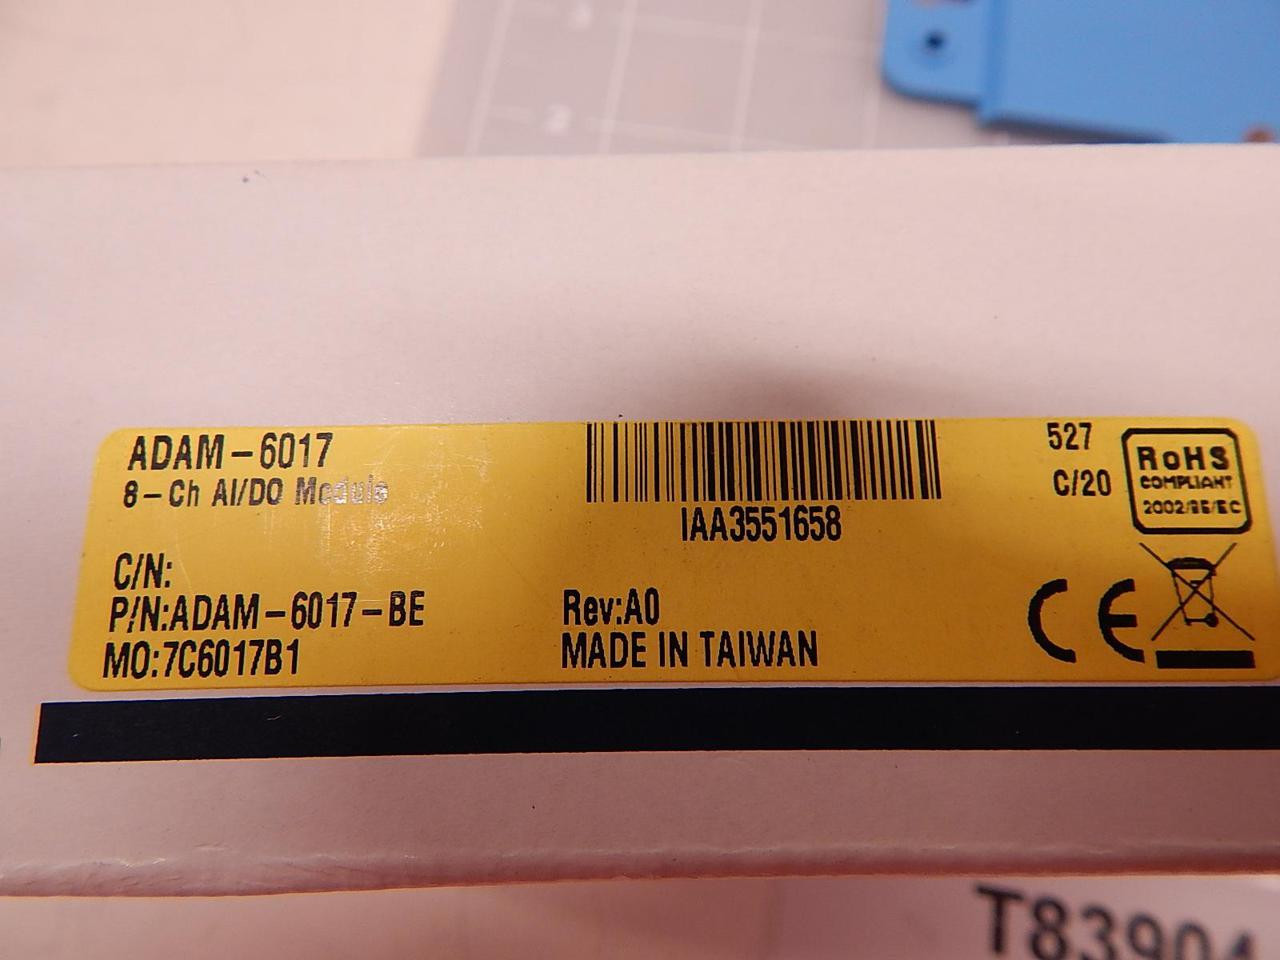 ADAM-6017
8-Ch AI/DO Module
C/N:
P/N:ADAM-6017-BE
MO:7C6017B1
IAA3551658
Rev:A0
MADE IN TAIWAN
527
C/20
RoHS
COMPLIANT
2002/95/EC
CE
T83904